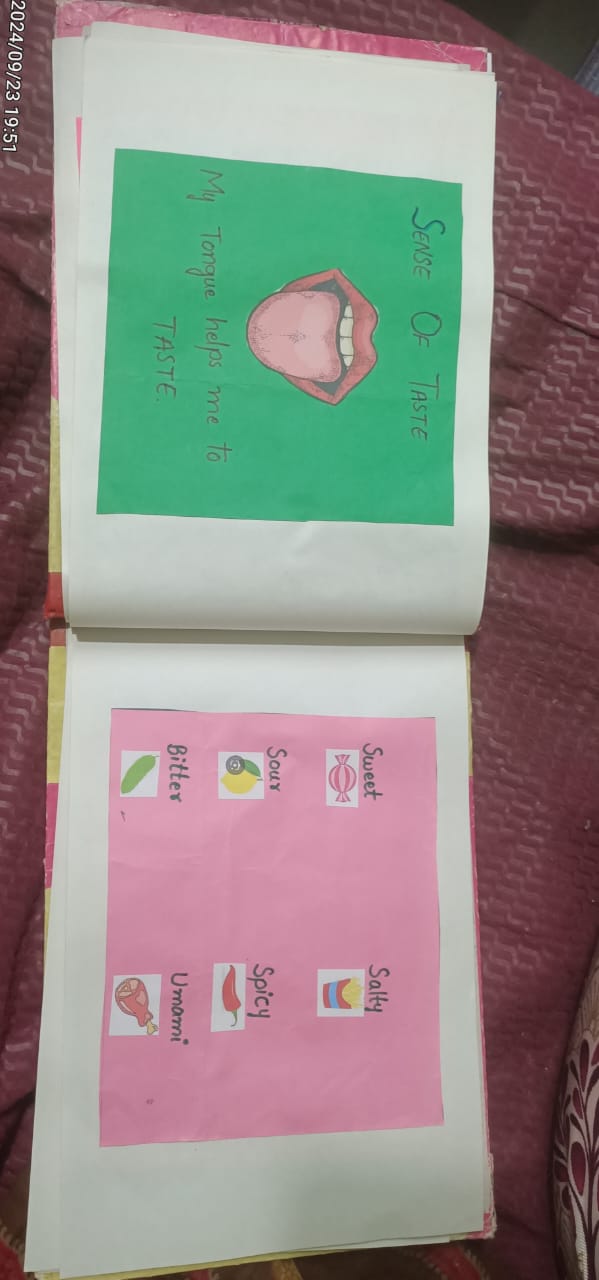 SENSE OF TASTE
My Tongue helps me to
TASTE.
Sweet
Salty
Sour
Spicy
Bitter
Umami
2024/09/23 19:51